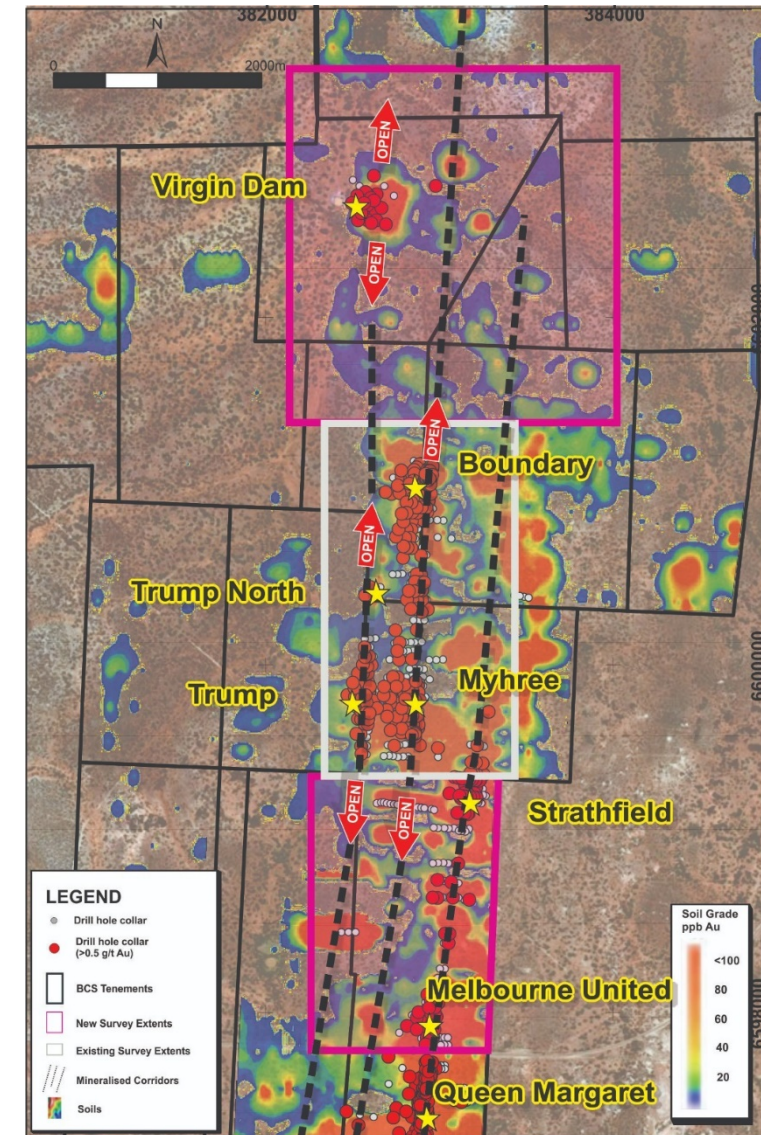 382000
384000
N
0
2000m
OPEN
Virgin Dam
OPEN
6602000
OPEN
Boundary
OPEN
Trump North
6600000
Trump
Myhree
OPEN
OPEN
Strathfield
LEGEND
Drill hole collar
Drill hole collar
(>0.5 g/t Au)
BCS Tenements
New Survey Extents
Existing Survey Extents
Mineralised Corridors
Soils
Soil Grade
ppb Au
<100
80
60
40
20
Melbourne United
6598000
Queen Margaret